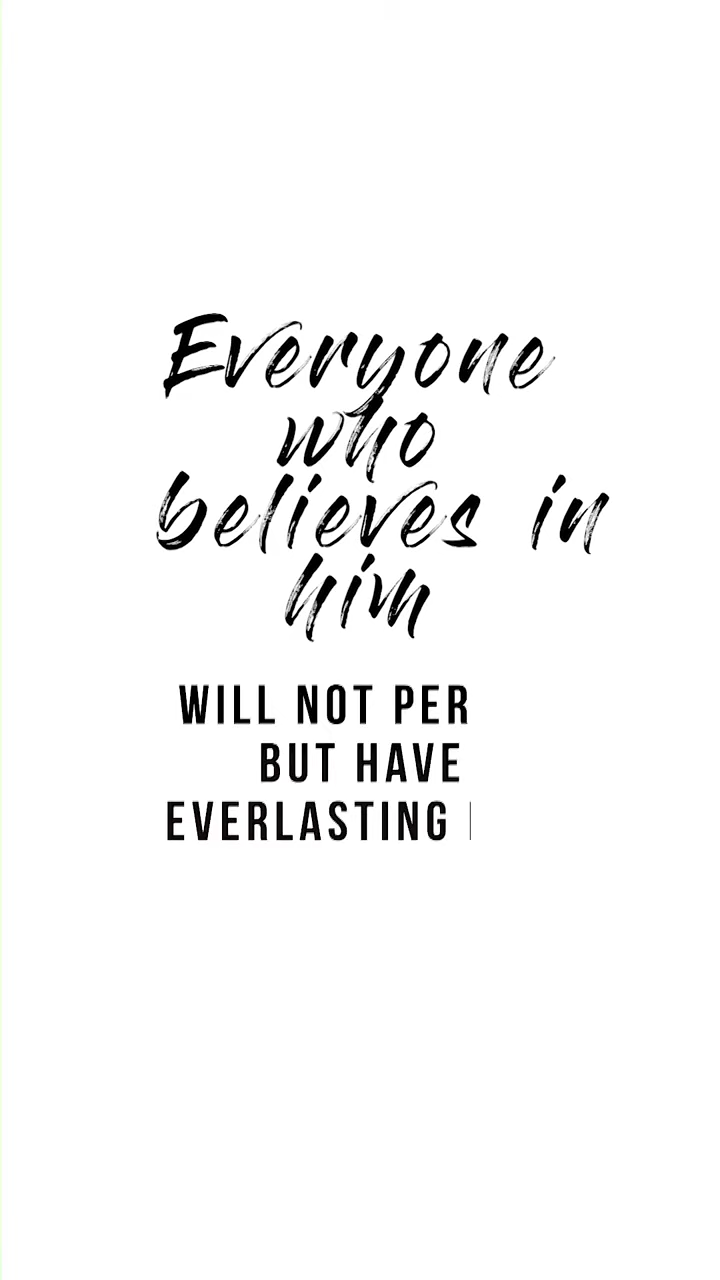 Everyone
who
believes in
him
WILL NOT PER
BUT HAVE
EVERLASTING